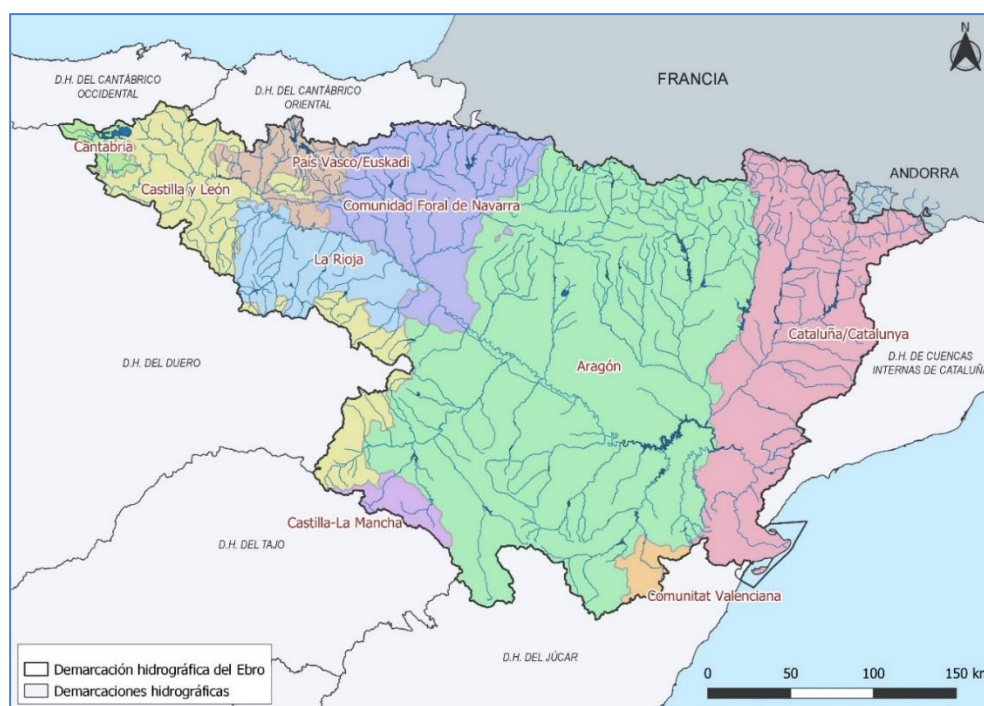 N
FRANCIA
D.H. DEL CANTÁBRICO
OCCIDENTAL
D.H. DEL CANTÁBRICO
ORIENTAL
ANDORRA
Cantabria
País Vasco/Euskadi
Castilla y León
Comunidad Foral de Navarra
La Rioja
Cataluña/Catalunya
D.H. DE CUENCAS
INTERNAS DE CATALUÑA
D.H. DEL DUERO
Aragón
Castilla-La Mancha
D.H. DEL TAJO
Comunitat Valenciana
D.H. DEL JÚCAR
Demarcación hidrográfica del Ebro
Demarcaciones hidrográficas
0 50 100 150 km